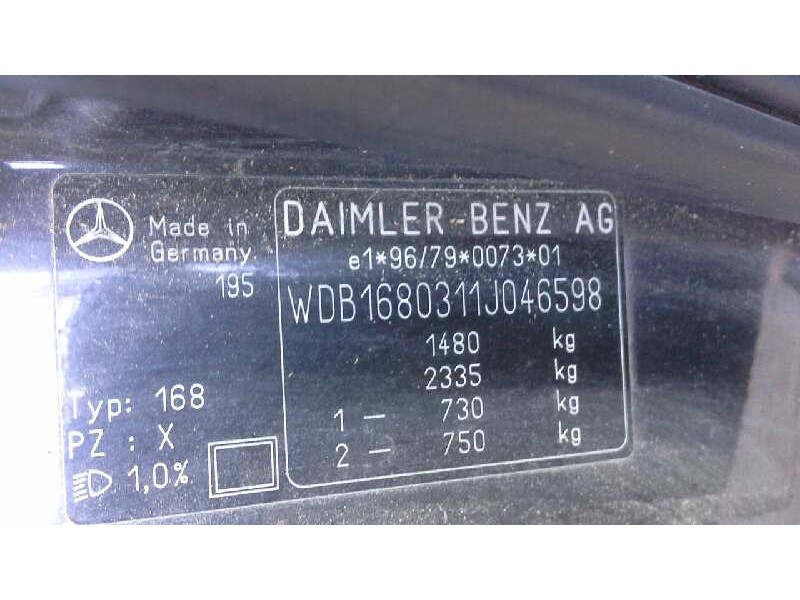 Made in
Germany.
195
DAIMLER-BENZ AG
e1*96/79*0073*01
WDB1680311J046598
1480 kg
2335 kg
1 – 730 kg
2 – 750 kg
Typ: 168
PZ : X
1,0%